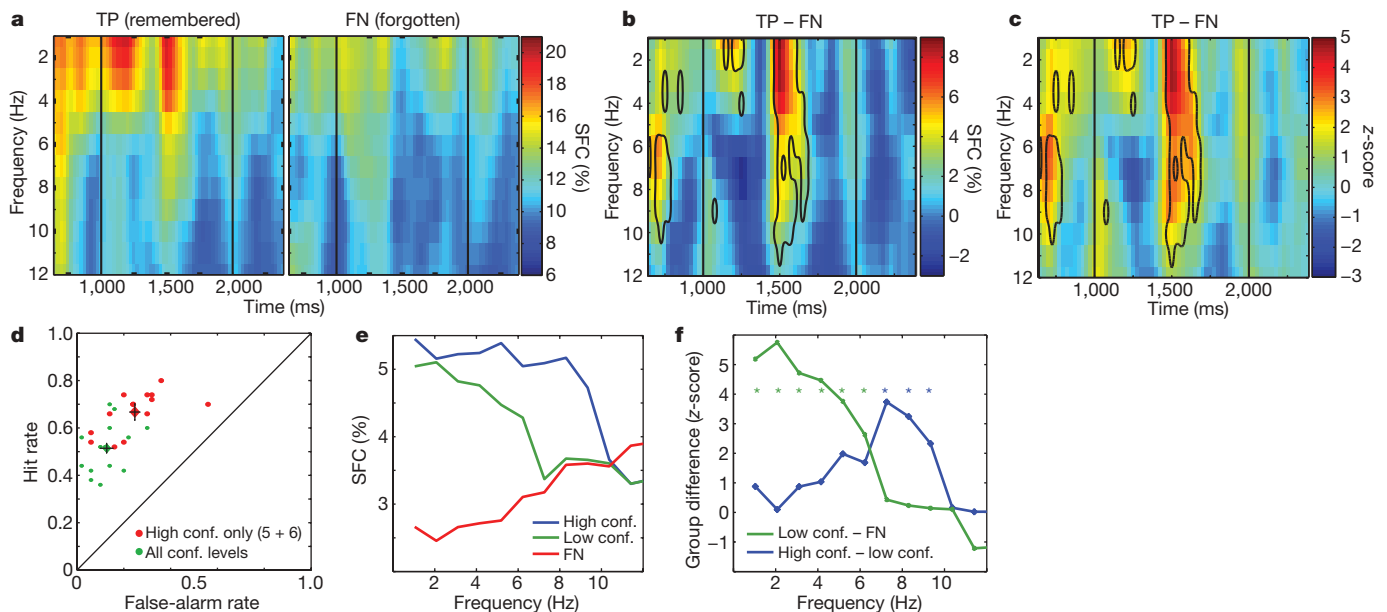 a
TP (remembered)
FN (forgotten)
Frequency (Hz)
2
4
6
8
10
12
1,000 1,500 2,000
1,000 1,500 2,000
Time (ms)
20
18
16
14
12
10
8
6
SFC (%)
b
TP – FN
Frequency (Hz)
2
4
6
8
10
12
1,000 1,500 2,000
Time (ms)
8
6
4
2
0
−2
SFC (%)
c
TP – FN
Frequency (Hz)
2
4
6
8
10
12
1,000 1,500 2,000
Time (ms)
5
4
3
2
1
0
−1
−2
−3
z-score
d
Hit rate
1.0
0.8
0.6
0.4
0.2
0
High conf. only (5 + 6)
All conf. levels
0 0.5 1.0
False-alarm rate
e
SFC (%)
5
4
3
High conf.
Low conf.
FN
2 4 6 8 10
Frequency (Hz)
f
Group difference (z-score)
5
4
3
2
1
0
−1
Low conf. – FN
High conf. – low conf.
2 4 6 8 10
Frequency (Hz)